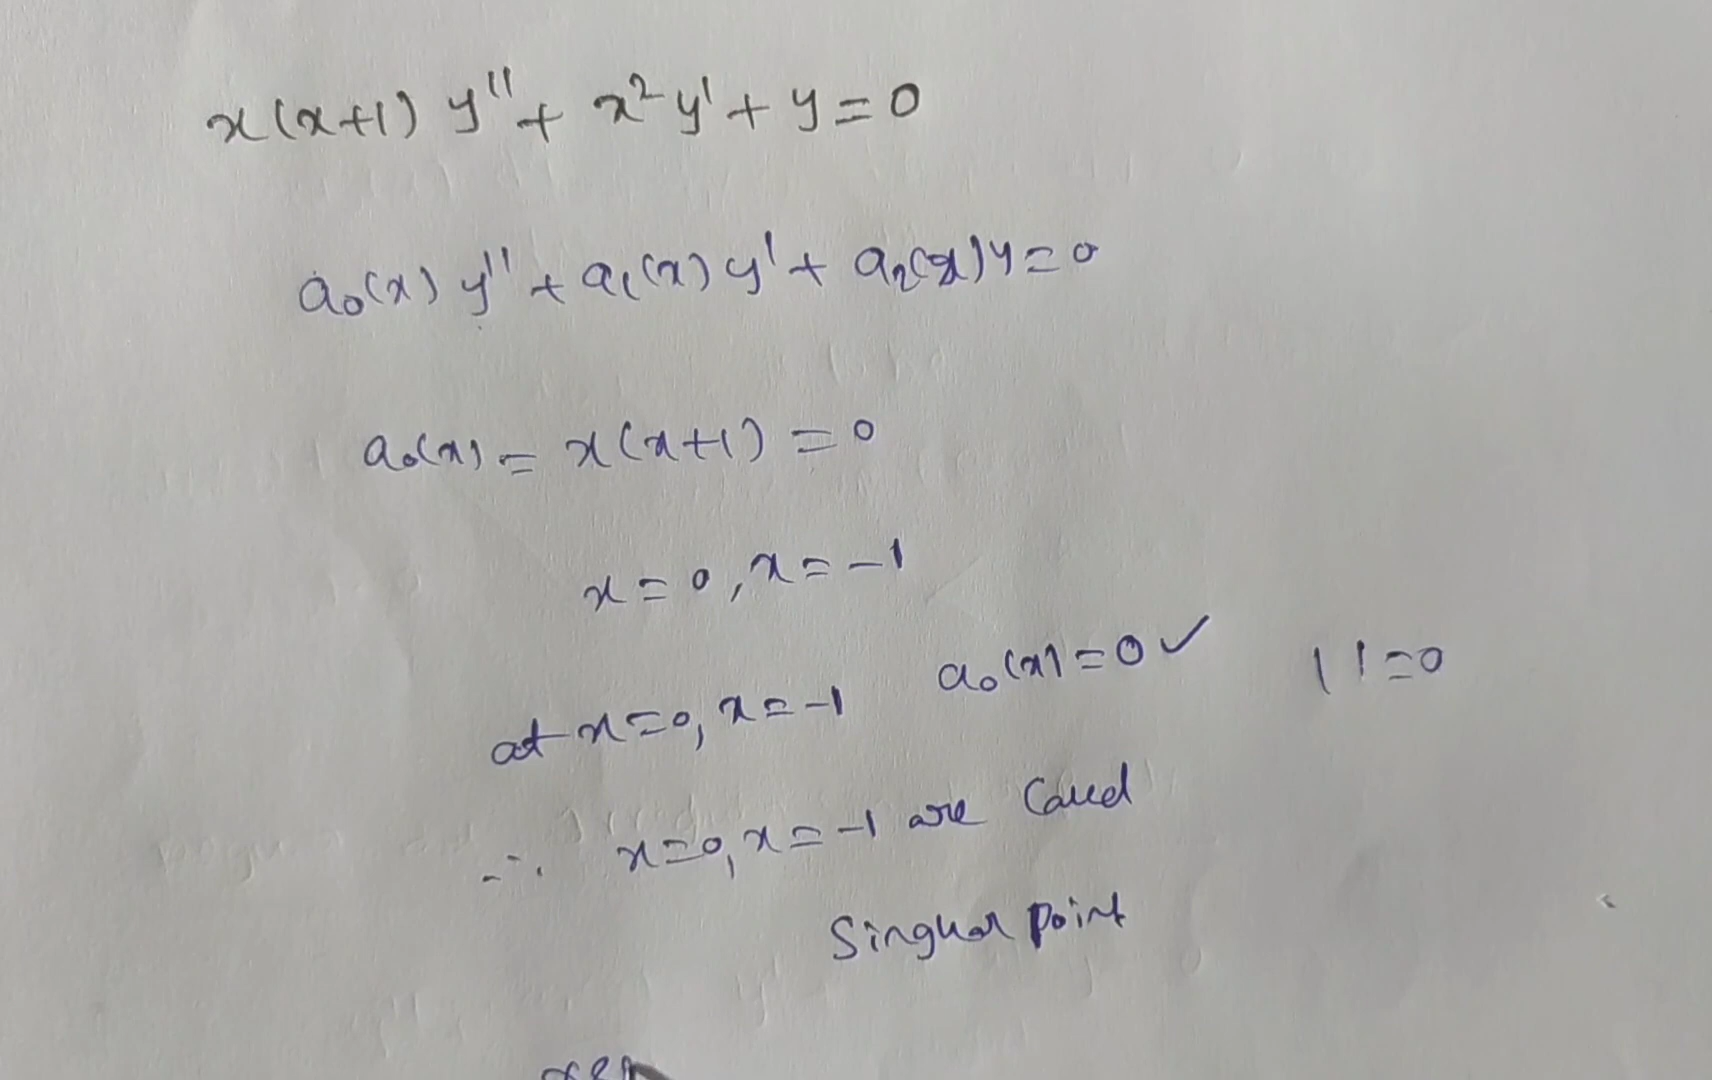 x(x+1) y'' + x² y' + y = 0
a₀(x) y'' + a₁(x) y' + a₂(x) y = 0
a₀(x) = x(x+1) = 0
x = 0, x = -1
at x = 0, x = -1 a₀(x) = 0 ✓ | | = 0
∴ x = 0, x = -1 are Called
Singular Point